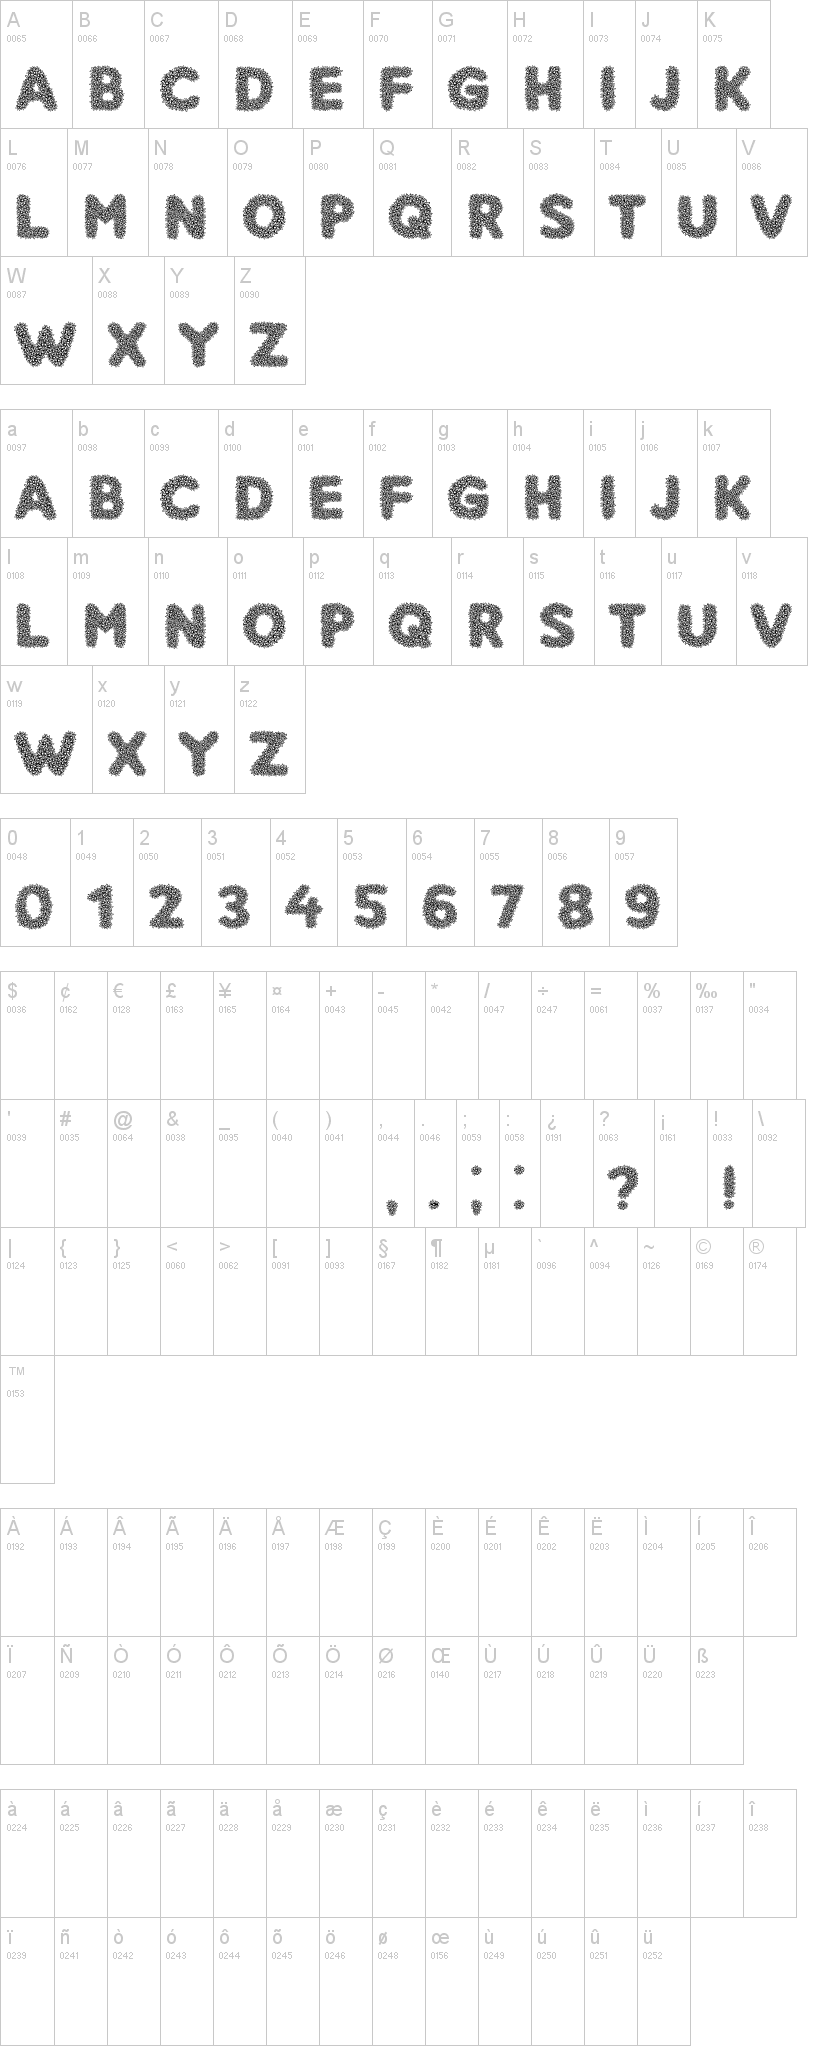 A B C D E F G H I J K
0065 0066 0067 0068 0069 0070 0071 0072 0073 0074 0075
A B C D E F G H I J K
L M N O P Q R S T U V
0076 0077 0078 0079 0080 0081 0082 0083 0084 0085 0086
L M N O P Q R S T U V
W X Y Z
0087 0088 0089 0090
W X Y Z
a b c d e f g h i j k
0097 0098 0099 0100 0101 0102 0103 0104 0105 0106 0107
A B C D E F G H I J K
l m n o p q r s t u v
0108 0109 0110 0111 0112 0113 0114 0115 0116 0117 0118
L M N O P Q R S T U V
w x y z
0119 0120 0121 0122
W X Y Z
0 1 2 3 4 5 6 7 8 9
0048 0049 0050 0051 0052 0053 0054 0055 0056 0057
0 1 2 3 4 5 6 7 8 9
$ ¢ € £ ¥ ¤ + - * / ÷ = % ‰ "
0036 0162 0128 0163 0165 0164 0043 0045 0042 0047 0247 0061 0037 0137 0034
' # @ & _ ( ) , . ; : ¿ ? ¡ ! \
0039 0035 0064 0038 0095 0040 0041 0044 0046 0059 0058 0191 0063 0161 0033 0092
, . ; : ? !
| { } < > [ ] § ¶ µ ` ^ ~ © ®
0124 0123 0125 0060 0062 0091 0093 0167 0182 0181 0096 0094 0126 0169 0174
™
0153
À Á Â Ã Ä Å Æ Ç È É Ê Ë Ì Í Î
0192 0193 0194 0195 0196 0197 0198 0199 0200 0201 0202 0203 0204 0205 0206
Ï Ñ Ò Ó Ô Õ Ö Ø Œ Ù Ú Û Ü ß
0207 0209 0210 0211 0212 0213 0214 0216 0140 0217 0218 0219 0220 0223
à á â ã ä å æ ç è é ê ë ì í î
0224 0225 0226 0227 0228 0229 0230 0231 0232 0233 0234 0235 0236 0237 0238
ï ñ ò ó ô õ ö ø œ ù ú û ü
0239 0241 0242 0243 0244 0245 0246 0248 0156 0249 0250 0251 0252